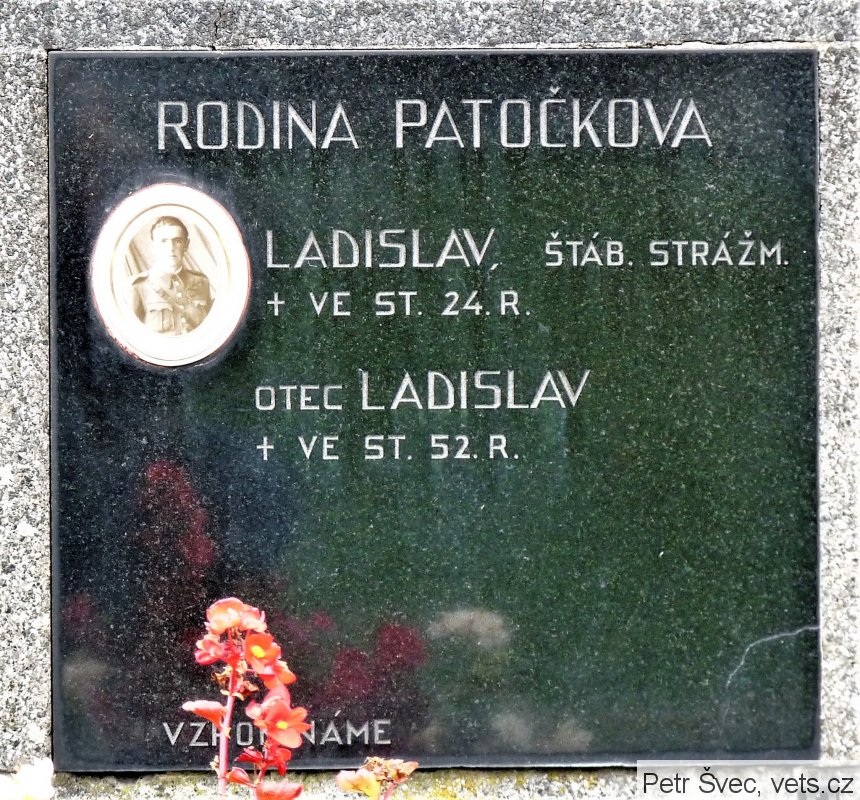 RODINA PATOČKOVA
LADISLAV, ŠTÁB. STRÁŽM.
+ VE ST. 24. R.
OTEC LADISLAV
+ VE ST. 52. R.
Petr Švec, vets.cz